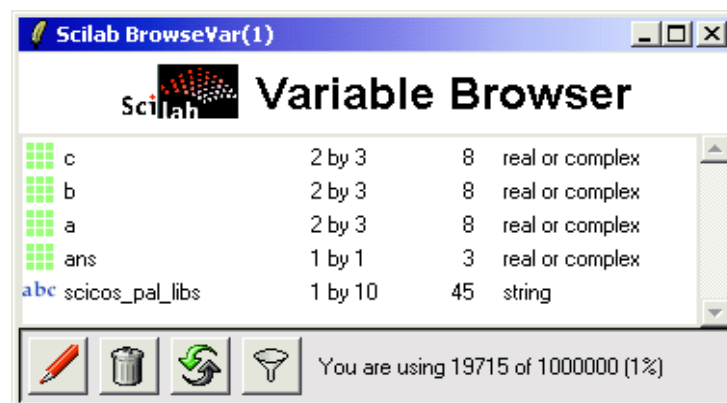 Scilab BrowseVar(1)
Scilab Variable Browser
c 2 by 3 8 real or complex
b 2 by 3 8 real or complex
a 2 by 3 8 real or complex
ans 1 by 1 3 real or complex
abc scicos_pal_libs 1 by 10 45 string
You are using 19715 of 1000000 (1%)